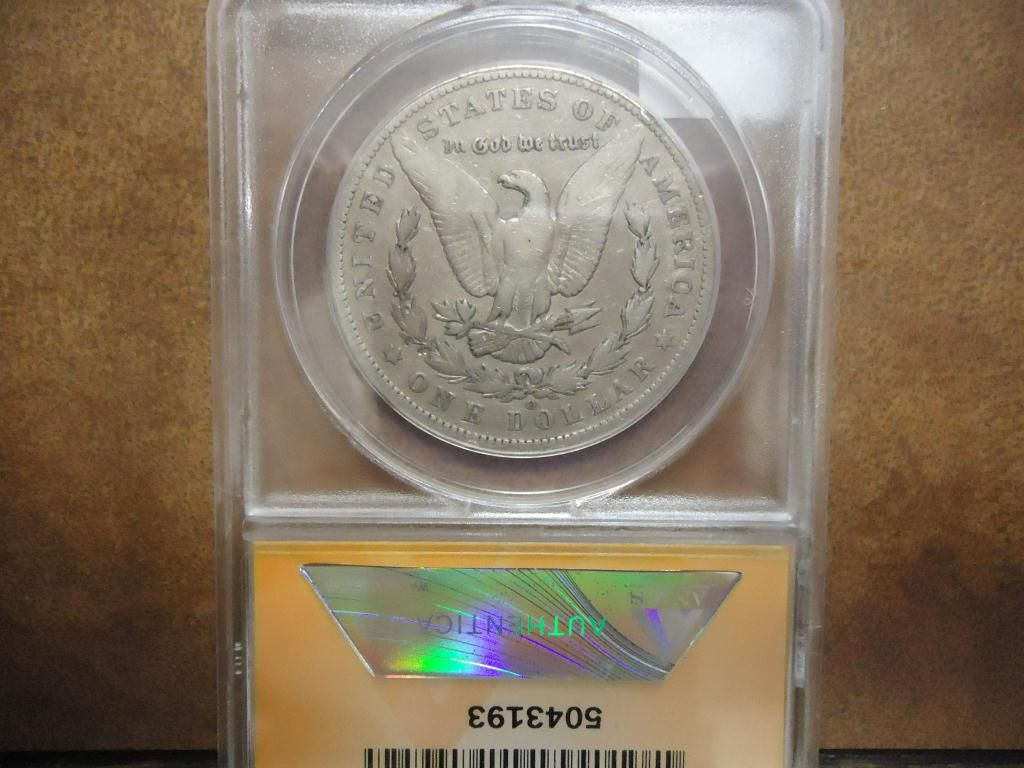 UNITED STATES OF AMERICA
In God we trust
ONE DOLLAR
O
AUTHENTICA
5043193